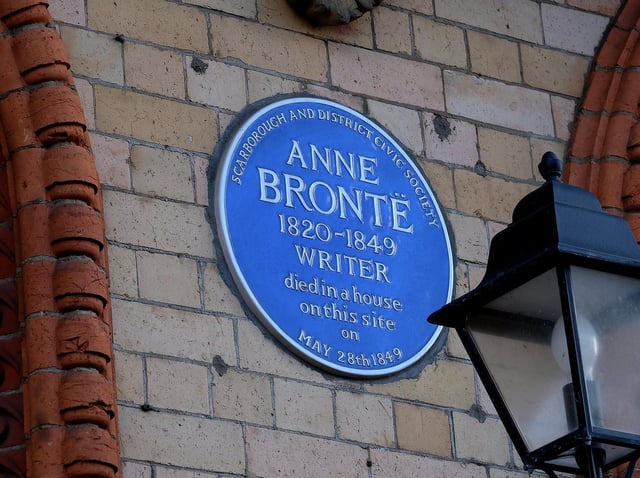 SCARBOROUGH AND DISTRICT CIVIC SOCIETY
ANNE
BRONTË
1820-1849
WRITER
died in a house
on this site
on
MAY 28th 1849